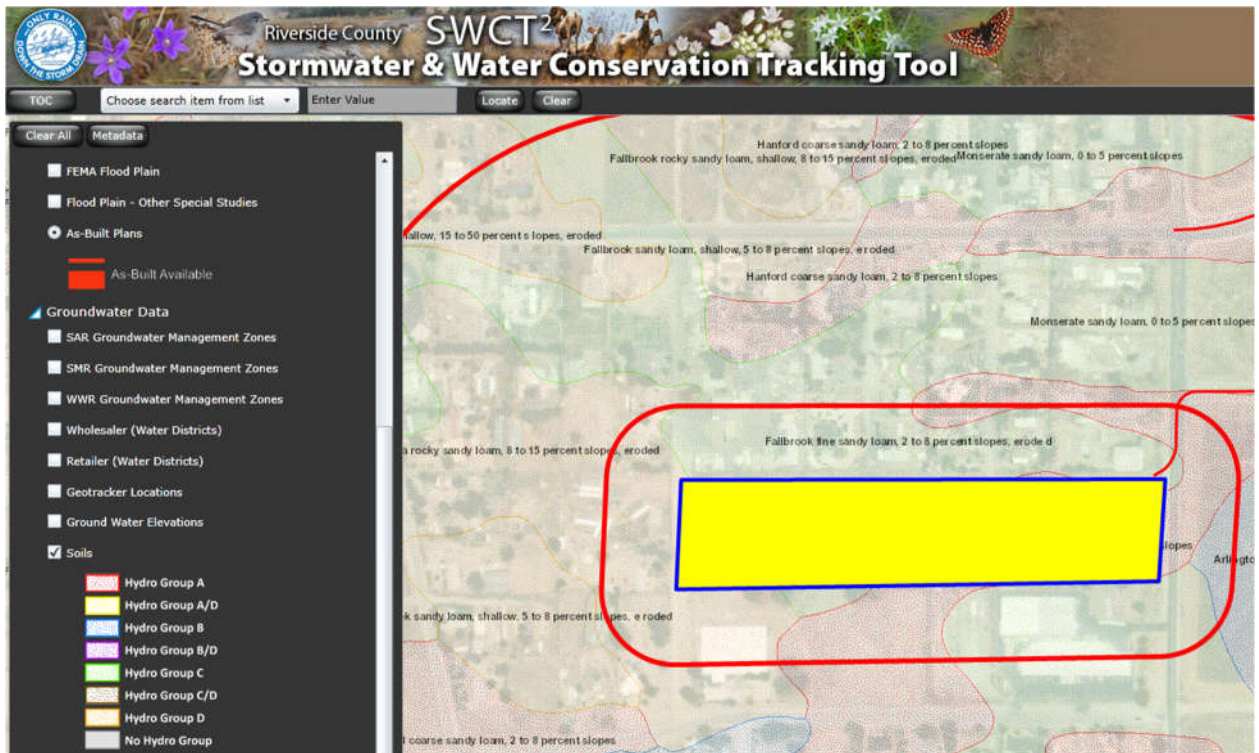 ONLY RAIN
DOWN THE STORM DRAIN
Riverside County SWCT²
Stormwater & Water Conservation Tracking Tool
TOC
Choose search item from list
Enter Value
Locate
Clear
Clear All
Metadata
FEMA Flood Plain
Flood Plain - Other Special Studies
As-Built Plans
As-Built Available
Groundwater Data
SAR Groundwater Management Zones
SMR Groundwater Management Zones
WWR Groundwater Management Zones
Wholesaler (Water Districts)
Retailer (Water Districts)
Geotracker Locations
Ground Water Elevations
Soils
Hydro Group A
Hydro Group A/D
Hydro Group B
Hydro Group B/D
Hydro Group C
Hydro Group C/D
Hydro Group D
No Hydro Group
Hanford coarse sandy loam, 2 to 8 percent slopes
Fallbrook rocky sandy loam, shallow, 8 to 15 percent slopes, eroded
Monserate sandy loam, 0 to 5 percent slopes
allow, 15 to 50 percent slopes, eroded
Fallbrook sandy loam, shallow, 5 to 8 percent slopes, eroded
Hanford coarse sandy loam, 2 to 8 percent slopes
Monserate sandy loam, 0 to 5 percent slopes
Fallbrook fine sandy loam, 2 to 8 percent slopes, eroded
a rocky sandy loam, 8 to 15 percent slopes, eroded
lopes
Arlingto
k sandy loam, shallow, 5 to 8 percent slopes, eroded
l coarse sandy loam, 2 to 8 percent slopes